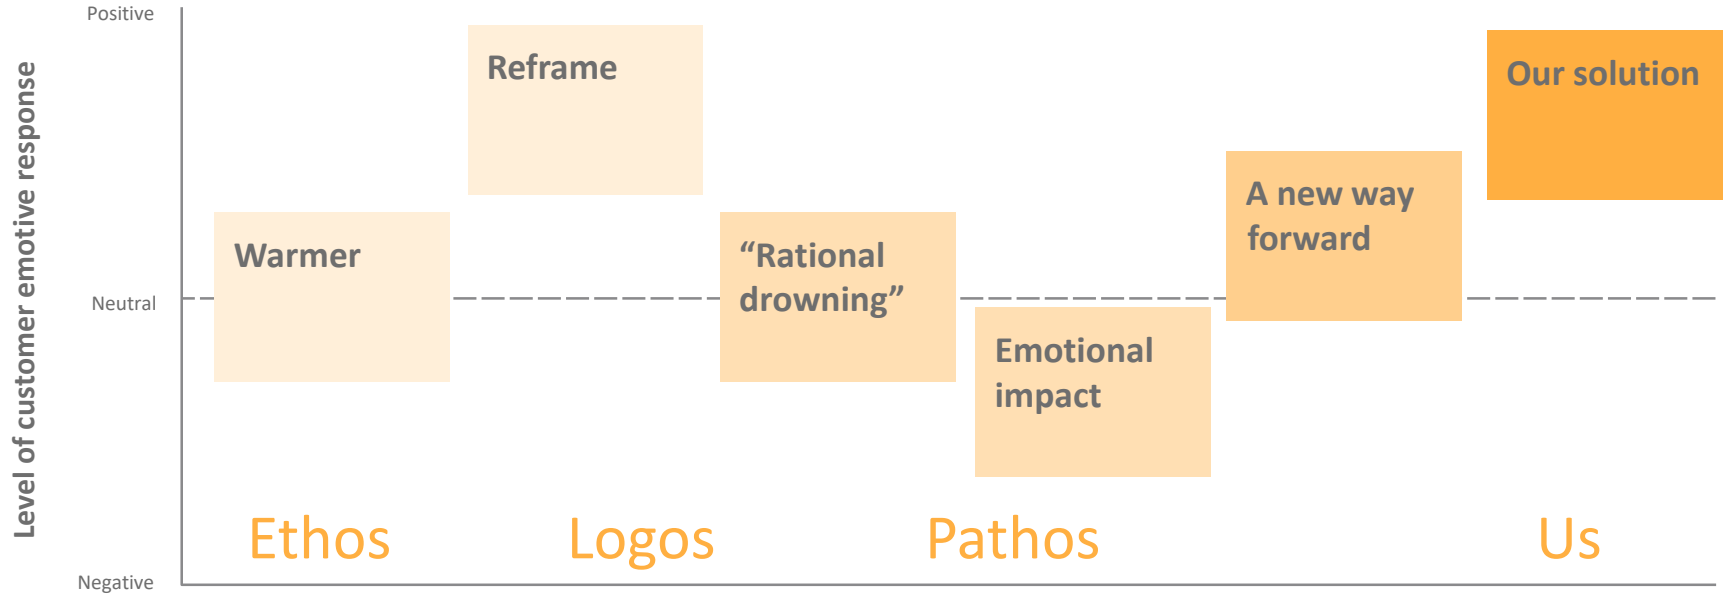 Positive
Level of customer emotive response
Reframe
Our solution
A new way
forward
Warmer
“Rational
drowning”
Neutral
Emotional
impact
Ethos
Logos
Pathos
Us
Negative